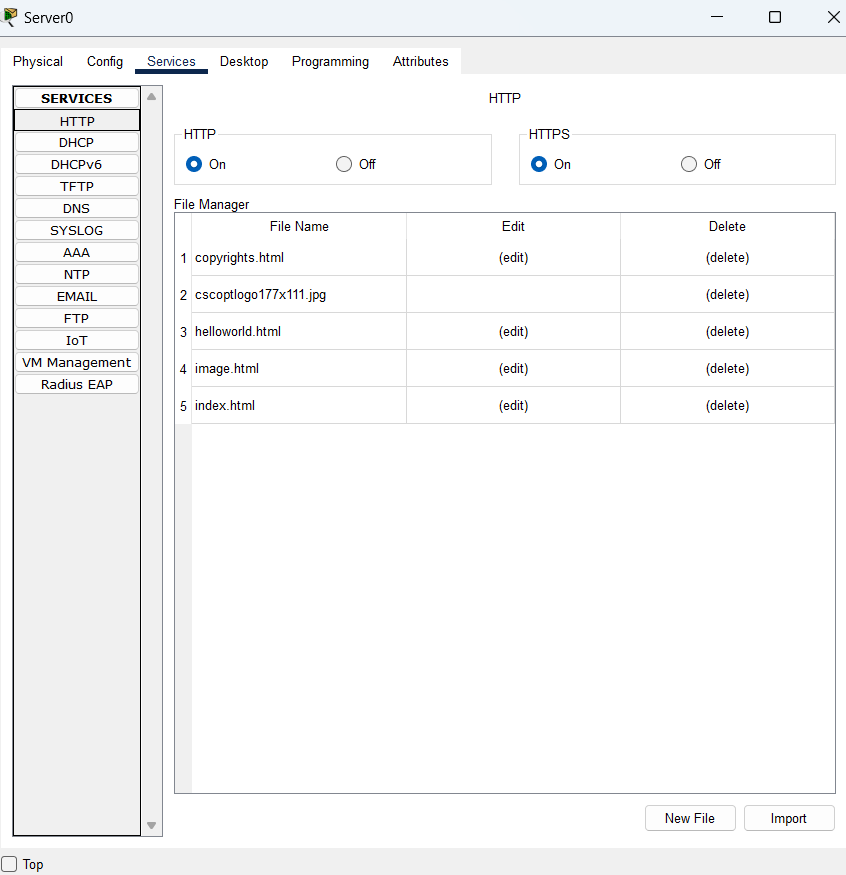 Server0
Physical Config Services Desktop Programming Attributes
SERVICES
HTTP
DHCP
DHCPv6
TFTP
DNS
SYSLOG
AAA
NTP
EMAIL
FTP
IoT
VM Management
Radius EAP
HTTP
HTTP
On Off
HTTPS
On Off
File Manager
File Name Edit Delete
1 copyrights.html (edit) (delete)
2 cscoptlogo177x111.jpg (delete)
3 helloworld.html (edit) (delete)
4 image.html (edit) (delete)
5 index.html (edit) (delete)
New File Import
Top